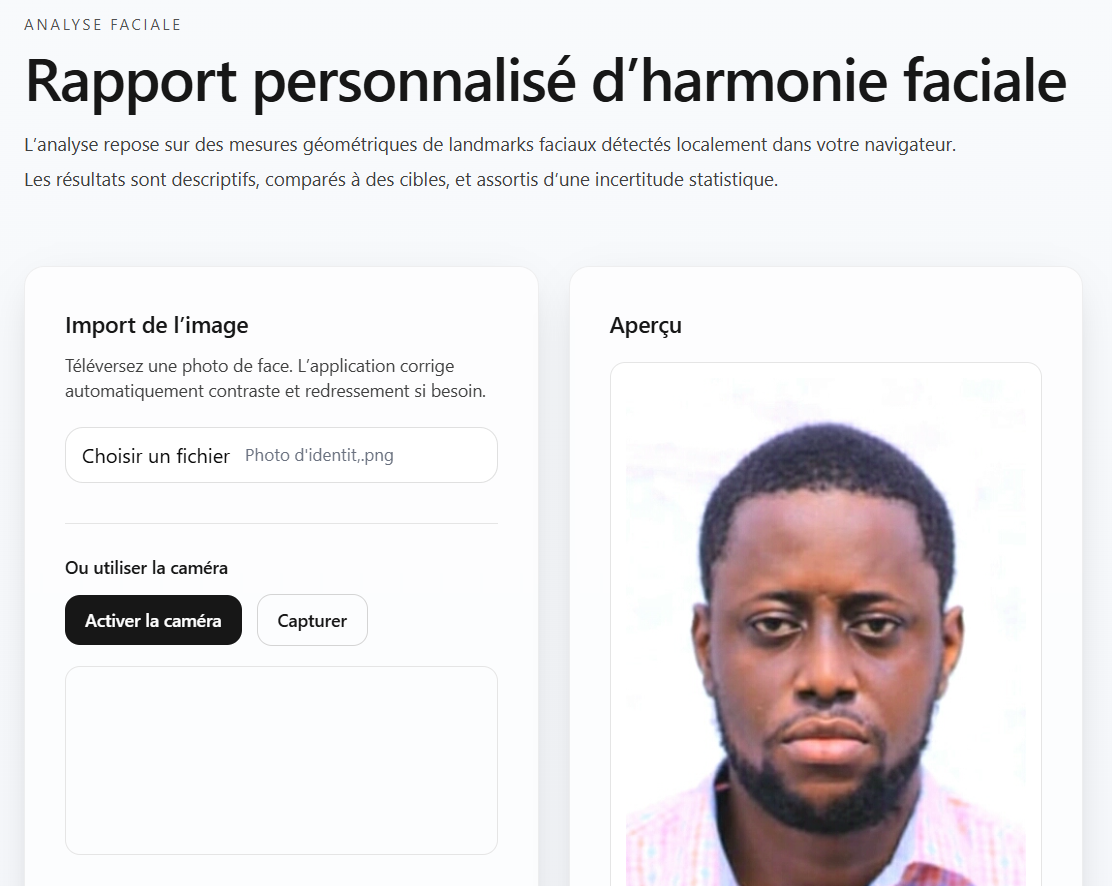 ANALYSE FACIALE
Rapport personnalisé d’harmonie faciale
L’analyse repose sur des mesures géométriques de landmarks faciaux détectés localement dans votre navigateur.
Les résultats sont descriptifs, comparés à des cibles, et assortis d’une incertitude statistique.
Import de l’image
Téléversez une photo de face. L’application corrige
automatiquement contraste et redressement si besoin.
Choisir un fichier Photo d'identit,.png
Ou utiliser la caméra
Activer la caméra Capturer
Aperçu